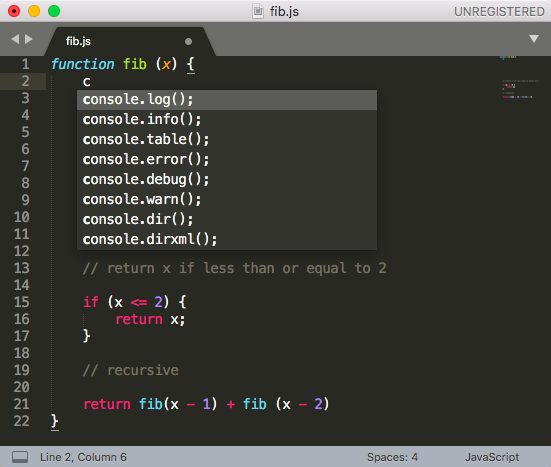 fib.js
UNREGISTERED
fib.js
1 function fib (x) {
2 c
3 console.log();
4 console.info();
5 console.table();
6 console.error();
7 console.debug();
8 console.warn();
9
10 console.dir();
11 console.dirxml();
12
13 // return x if less than or equal to 2
14
15 if (x <= 2) {
16 return x;
17 }
18
19 // recursive
20
21 return fib(x - 1) + fib (x - 2)
22 }
Line 2, Column 6
Spaces: 4
JavaScript